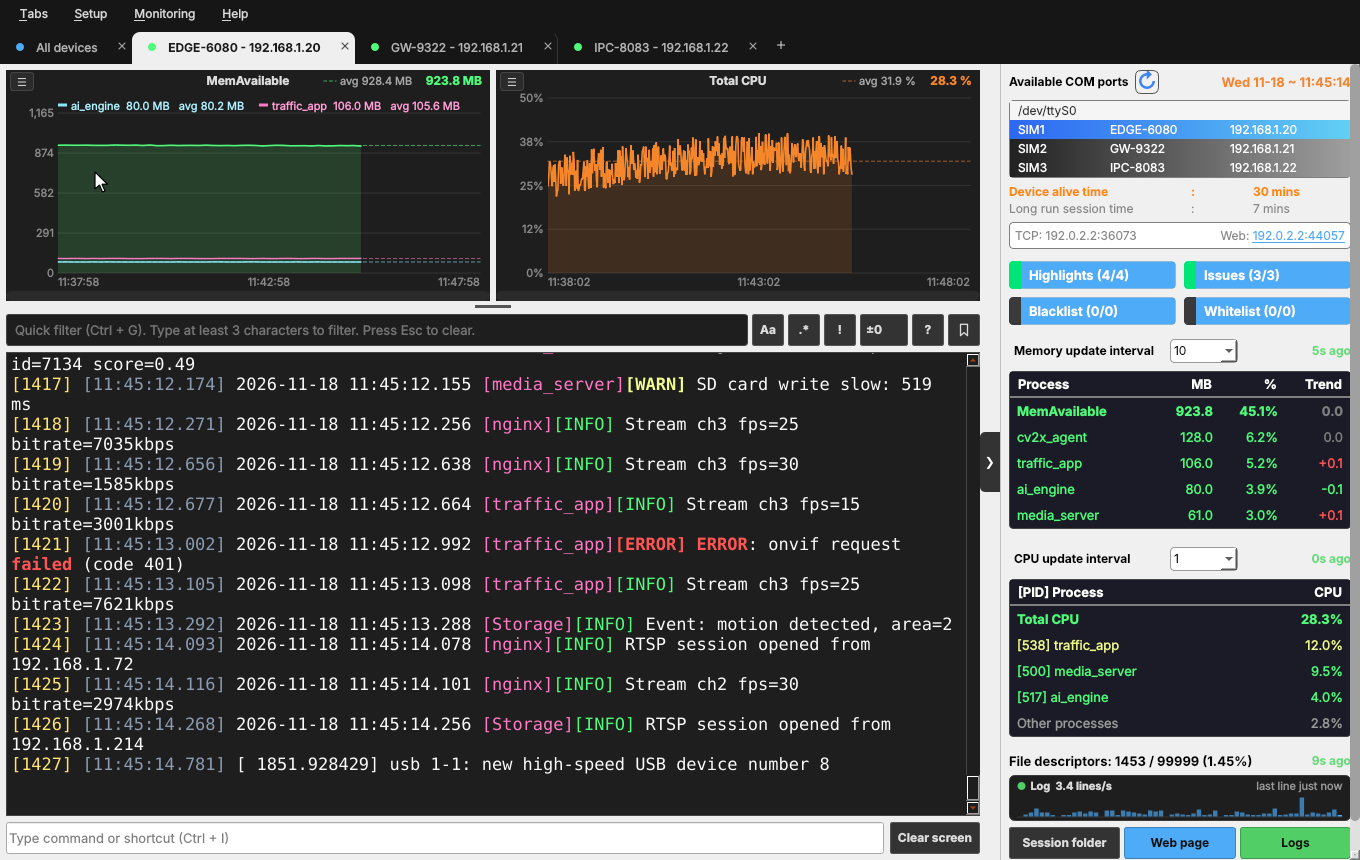 Tabs Setup Monitoring Help
All devices × EDGE-6080 - 192.168.1.20 × GW-9322 - 192.168.1.21 × IPC-8083 - 192.168.1.22 × +
☰ MemAvailable avg 928.4 MB 923.8 MB
ai_engine 80.0 MB avg 80.2 MB traffic_app 106.0 MB avg 105.6 MB
1,165
874
582
291
0
11:37:58 11:42:58 11:47:58
☰ Total CPU avg 31.9 % 28.3 %
50%
38%
25%
12%
0%
11:38:02 11:43:02 11:48:02
Quick filter (Ctrl + G). Type at least 3 characters to filter. Press Esc to clear. Aa .* ! ±0 ?
id=7134 score=0.49
[1417] [11:45:12.174] 2026-11-18 11:45:12.155 [media_server][WARN] SD card write slow: 519
ms
[1418] [11:45:12.271] 2026-11-18 11:45:12.256 [nginx][INFO] Stream ch3 fps=25
bitrate=7035kbps
[1419] [11:45:12.656] 2026-11-18 11:45:12.638 [nginx][INFO] Stream ch3 fps=30
bitrate=1585kbps
[1420] [11:45:12.677] 2026-11-18 11:45:12.664 [traffic_app][INFO] Stream ch3 fps=15
bitrate=3001kbps
[1421] [11:45:13.002] 2026-11-18 11:45:12.992 [traffic_app][ERROR] ERROR: onvif request
failed (code 401)
[1422] [11:45:13.105] 2026-11-18 11:45:13.098 [traffic_app][INFO] Stream ch3 fps=25
bitrate=7621kbps
[1423] [11:45:13.292] 2026-11-18 11:45:13.288 [Storage][INFO] Event: motion detected, area=2
[1424] [11:45:14.093] 2026-11-18 11:45:14.078 [nginx][INFO] RTSP session opened from
192.168.1.72
[1425] [11:45:14.116] 2026-11-18 11:45:14.101 [nginx][INFO] Stream ch2 fps=30
bitrate=2974kbps
[1426] [11:45:14.268] 2026-11-18 11:45:14.256 [Storage][INFO] RTSP session opened from
192.168.1.214
[1427] [11:45:14.781] [ 1851.928429] usb 1-1: new high-speed USB device number 8
Type command or shortcut (Ctrl + I) Clear screen
❯
Available COM ports Wed 11-18 ~ 11:45:14
/dev/ttyS0
SIM1 EDGE-6080 192.168.1.20
SIM2 GW-9322 192.168.1.21
SIM3 IPC-8083 192.168.1.22
Device alive time : 30 mins
Long run session time : 7 mins
TCP: 192.0.2.2:36073 Web: 192.0.2.2:44057
Highlights (4/4) Issues (3/3)
Blacklist (0/0) Whitelist (0/0)
Memory update interval 10 5s ago
Process MB % Trend
MemAvailable 923.8 45.1% 0.0
cv2x_agent 128.0 6.2% 0.0
traffic_app 106.0 5.2% +0.1
ai_engine 80.0 3.9% -0.1
media_server 61.0 3.0% +0.1
CPU update interval 1 0s ago
[PID] Process CPU
Total CPU 28.3%
[538] traffic_app 12.0%
[500] media_server 9.5%
[517] ai_engine 4.0%
Other processes 2.8%
File descriptors: 1453 / 99999 (1.45%) 9s ago
Log 3.4 lines/s last line just now
Session folder Web page Logs